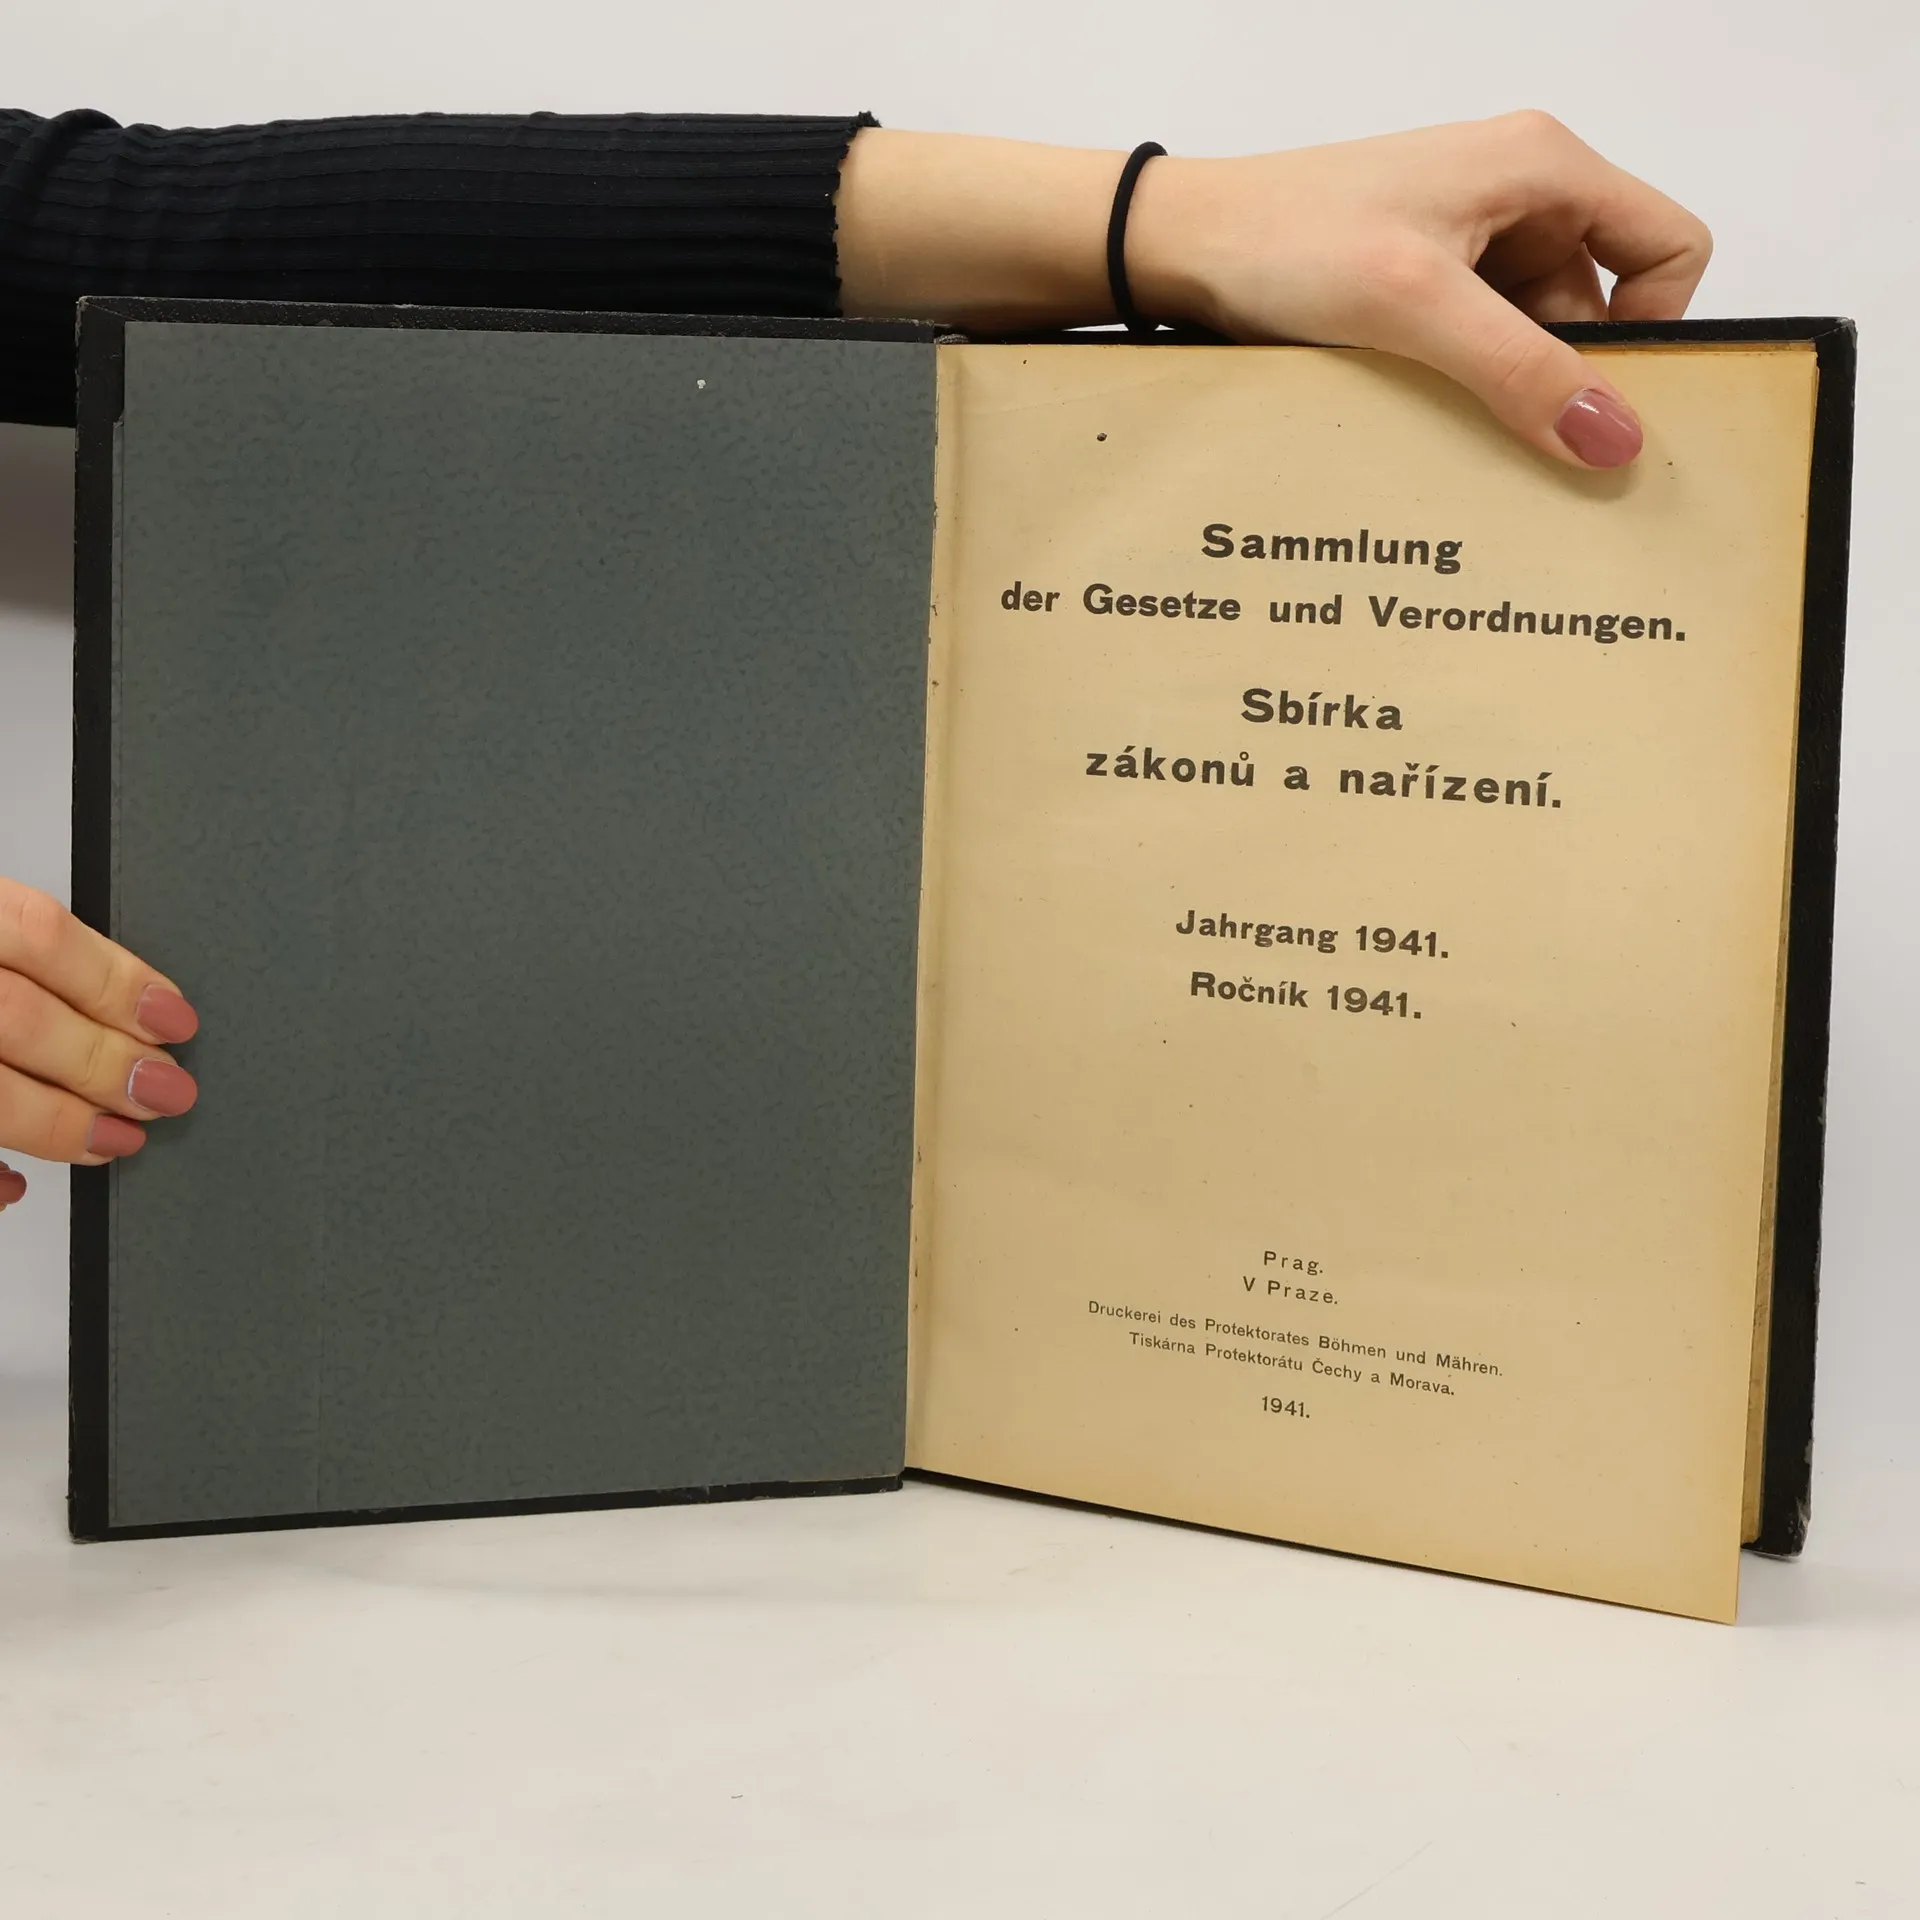 Sammlung
der Gesetze und Verordnungen.
Sbírka
zákonů a nařízení.
Jahrgang 1941.
Ročník 1941.
Prag.
V Praze.
Druckerei des Protektorates Böhmen und Mähren.
Tiskárna Protektorátu Čechy a Morava.
1941.